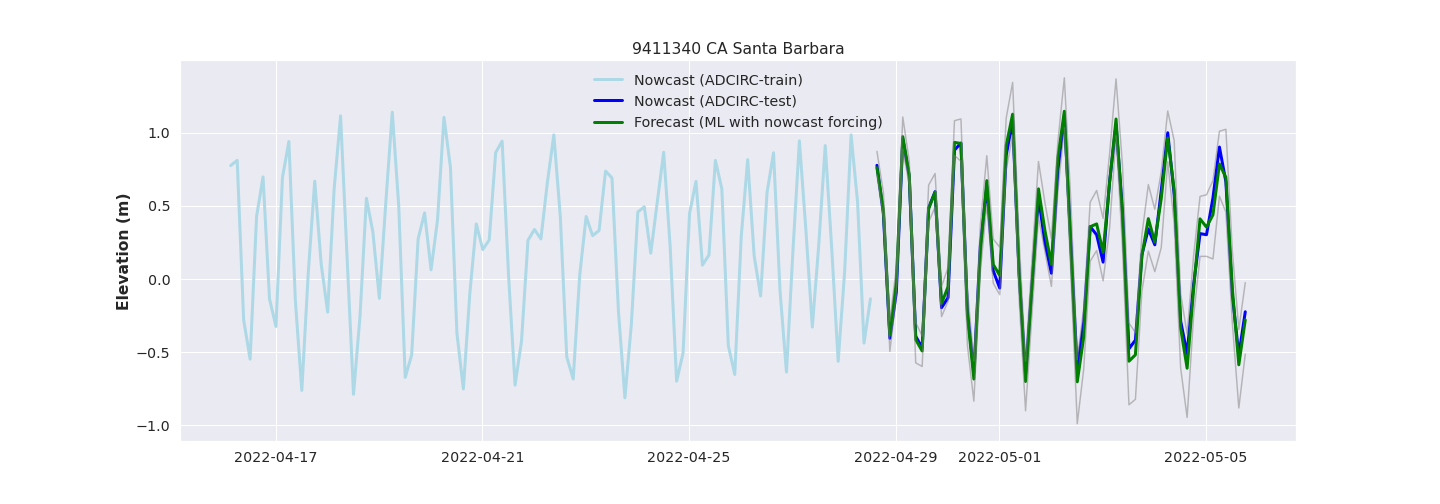 9411340 CA Santa Barbara
Nowcast (ADCIRC-train)
Nowcast (ADCIRC-test)
Forecast (ML with nowcast forcing)
Elevation (m)
1.0
0.5
0.0
−0.5
−1.0
2022-04-17 2022-04-21 2022-04-25 2022-04-29 2022-05-01 2022-05-05